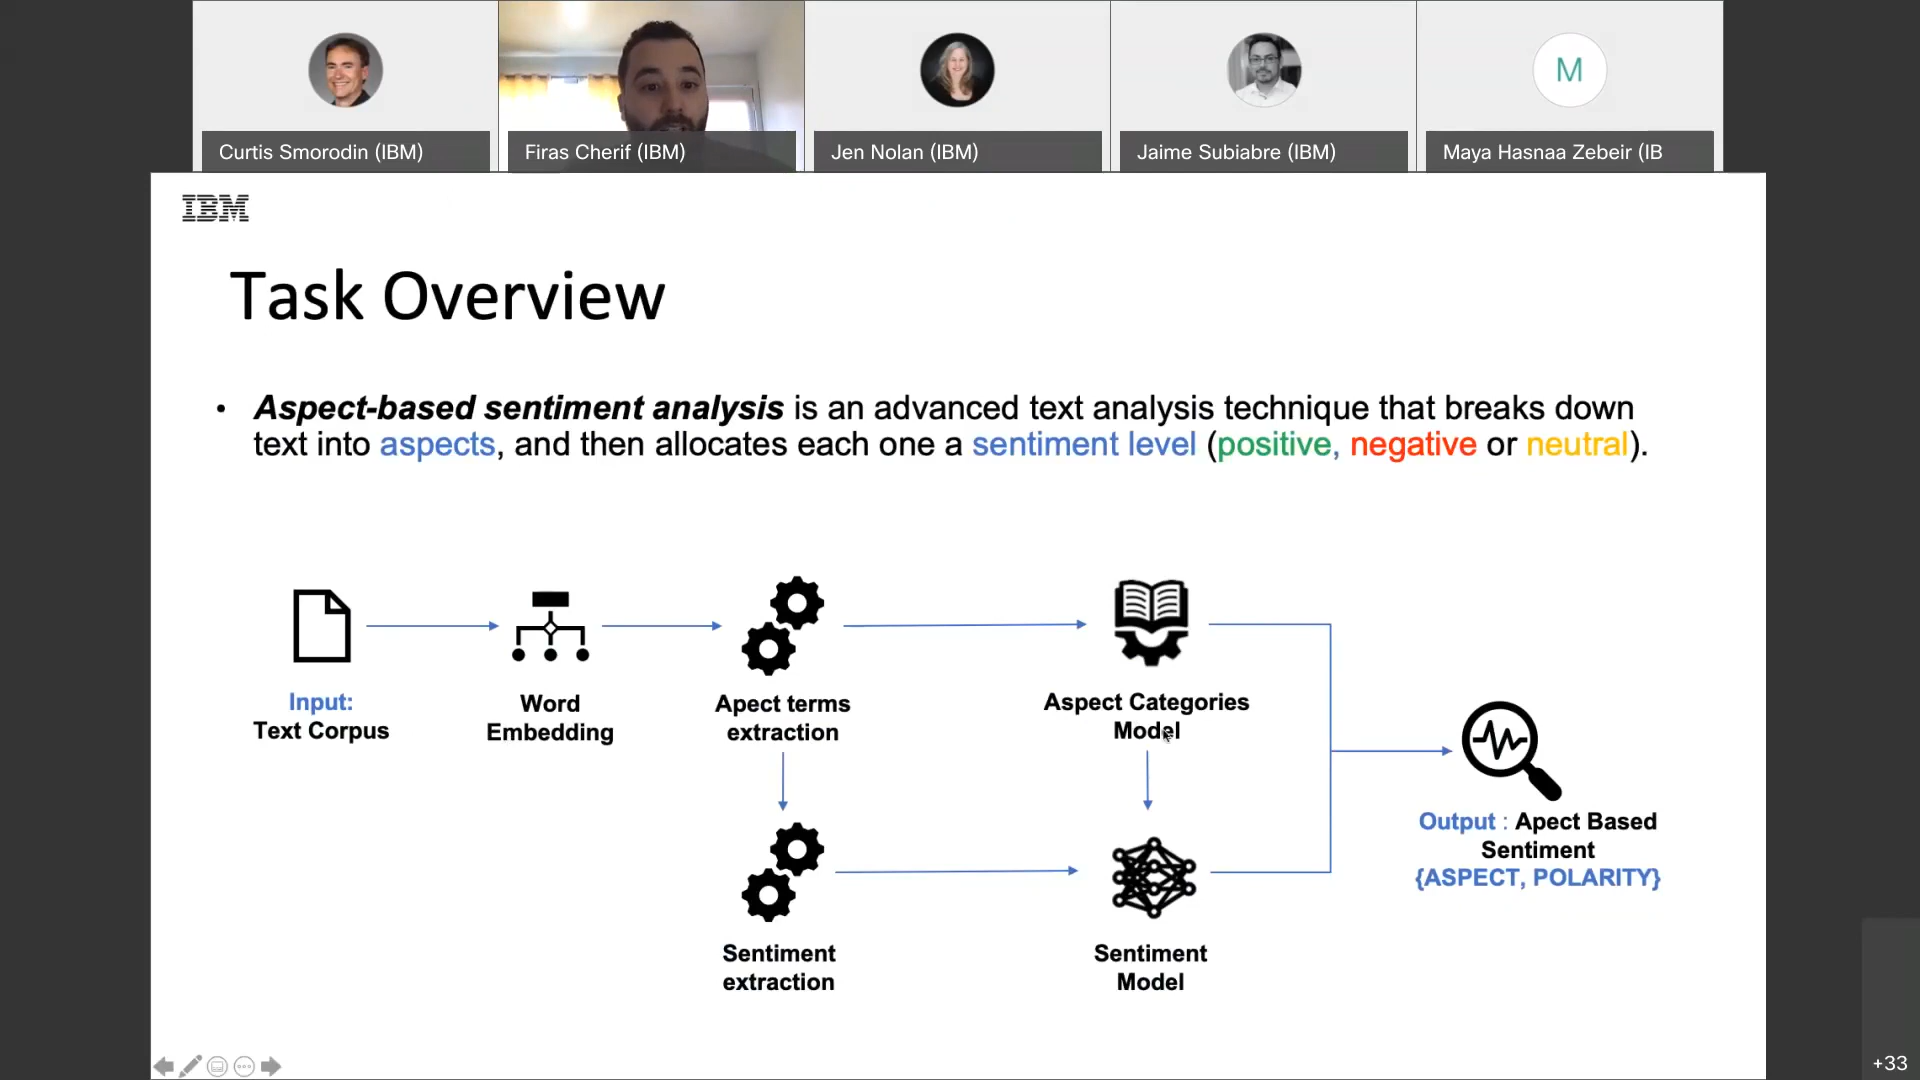 Curtis Smorodin (IBM)
Firas Cherif (IBM)
Jen Nolan (IBM)
Jaime Subiabre (IBM)
M
Maya Hasnaa Zebeir (IB
IBM
Task Overview
• Aspect-based sentiment analysis is an advanced text analysis technique that breaks down
text into aspects, and then allocates each one a sentiment level (positive, negative or neutral).
Input:
Text Corpus
Word
Embedding
Apect terms
extraction
Aspect Categories
Model
Sentiment
extraction
Sentiment
Model
Output : Apect Based
Sentiment
{ASPECT, POLARITY}
+33